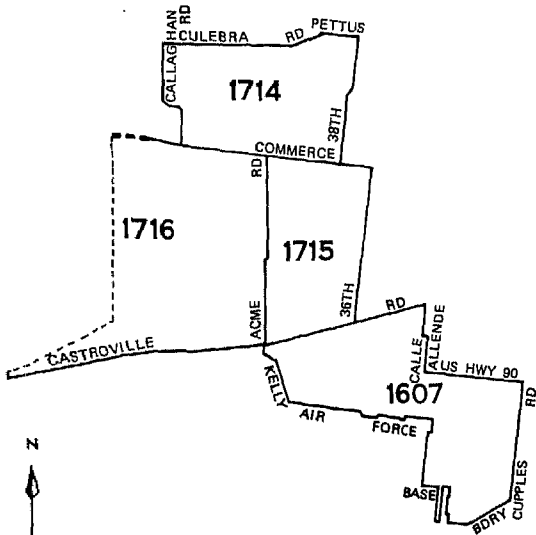 CALLAGHAN RD
CULEBRA RD
PETTUS
1714
38TH
COMMERCE
ACME RD
1716
1715
36TH
CASTROVILLE RD
CALLE ALLENDE
US HWY 90
KELLY AIR FORCE BASE BDRY
1607
CUPPLES RD
N